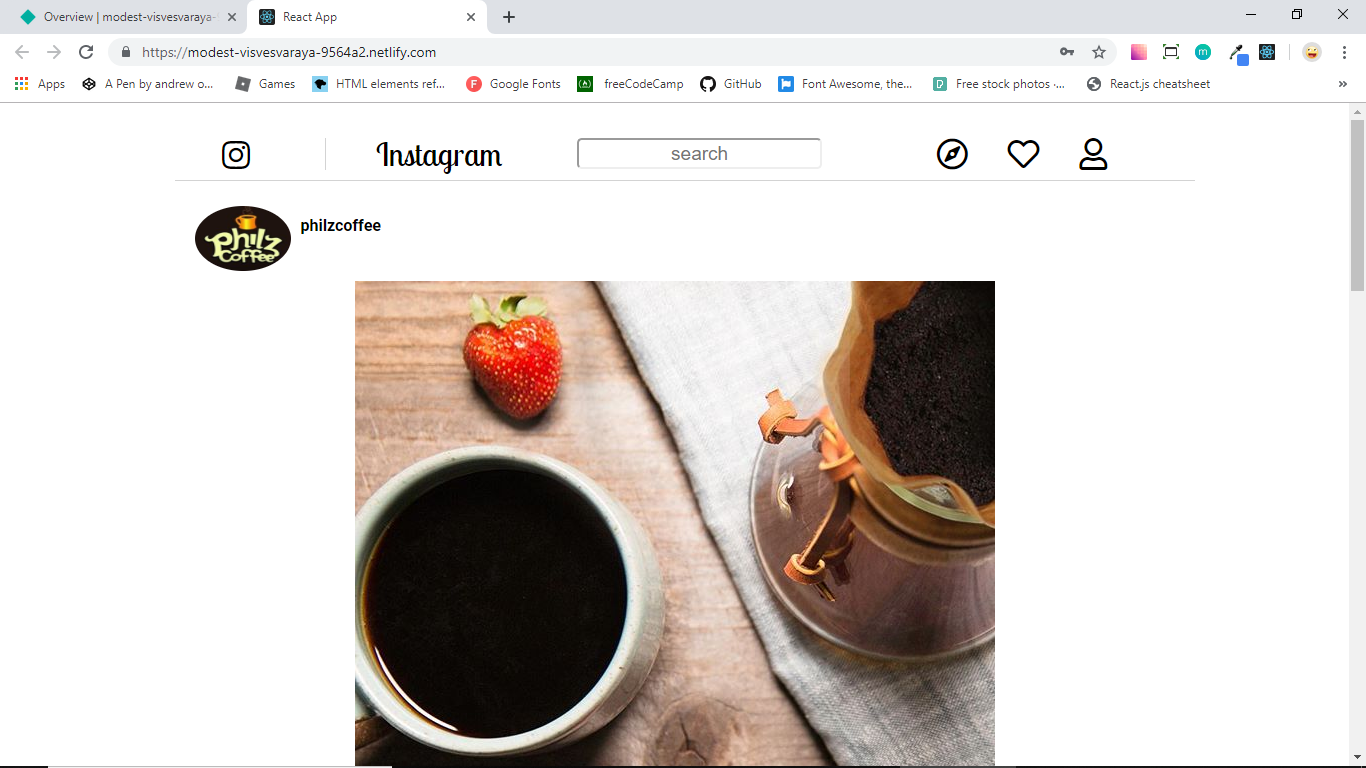 Overview | modest-visvesvaraya-
React App
https://modest-visvesvaraya-9564a2.netlify.com
Apps
A Pen by andrew o...
Games
HTML elements ref...
Google Fonts
freeCodeCamp
GitHub
Font Awesome, the...
Free stock photos ·...
React.js cheatsheet
»
Instagram
search
philzcoffee
Philz
Coffee